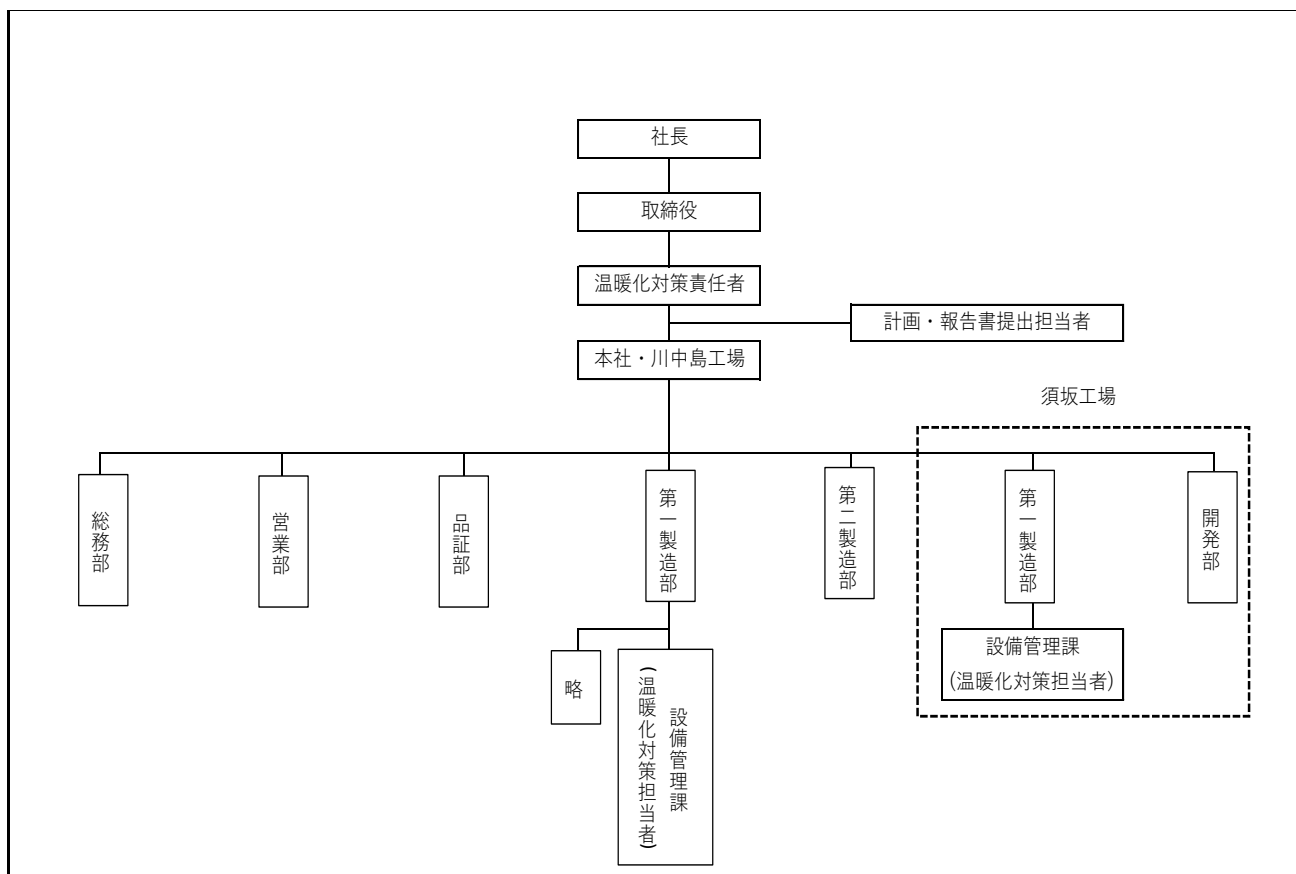 社長
取締役
温暖化対策責任者
計画・報告書提出担当者
本社・川中島工場
須坂工場
総務部
営業部
品証部
第一製造部
第二製造部
第一製造部
開発部
略
設備管理課
(温暖化対策担当者)
設備管理課
(温暖化対策担当者)